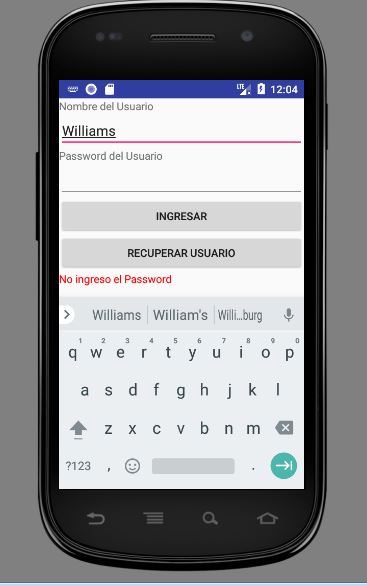 LTE 12:04
Nombre del Usuario
Williams
Password del Usuario
INGRESAR
RECUPERAR USUARIO
No ingreso el Password
Williams William's Willi...burg
1 2 3 4 5 6 7 8 9 0
q w e r t y u i o p
a s d f g h j k l
z x c v b n m
?123 , .